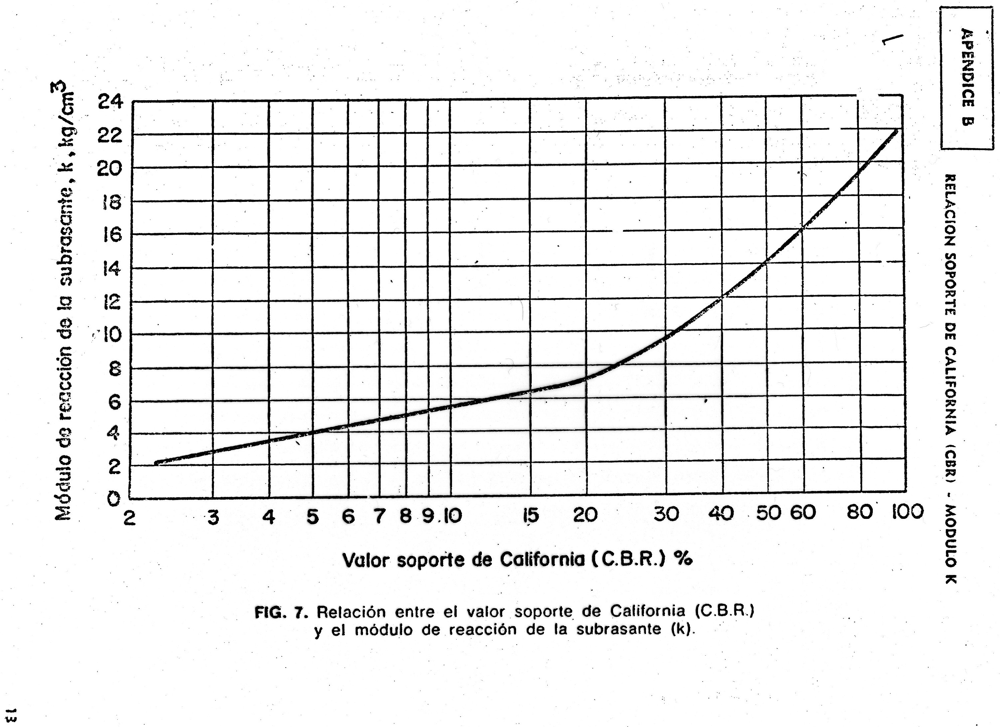 APENDICE B
RELACION SOPORTE DE CALIFORNIA (CBR) - MODULO K
Módulo de reacción de la subrasante, k, kg/cm³
24
22
20
18
16
14
12
10
8
6
4
2
0
2 3 4 5 6 7 8 9 10 15 20 30 40 50 60 80 100
Valor soporte de California (C.B.R.) %
FIG. 7. Relación entre el valor soporte de California (C.B.R.)
y el módulo de reacción de la subrasante (k).
13